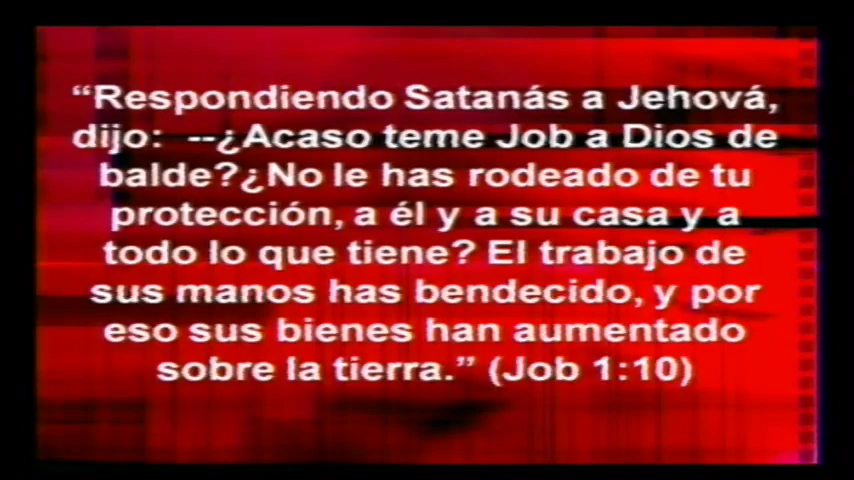 “Respondiendo Satanás a Jehová,
dijo:  --¿Acaso teme Job a Dios de
balde?¿No le has rodeado de tu
protección, a él y a su casa y a
todo lo que tiene? El trabajo de
sus manos has bendecido, y por
eso sus bienes han aumentado
sobre la tierra.” (Job 1:10)